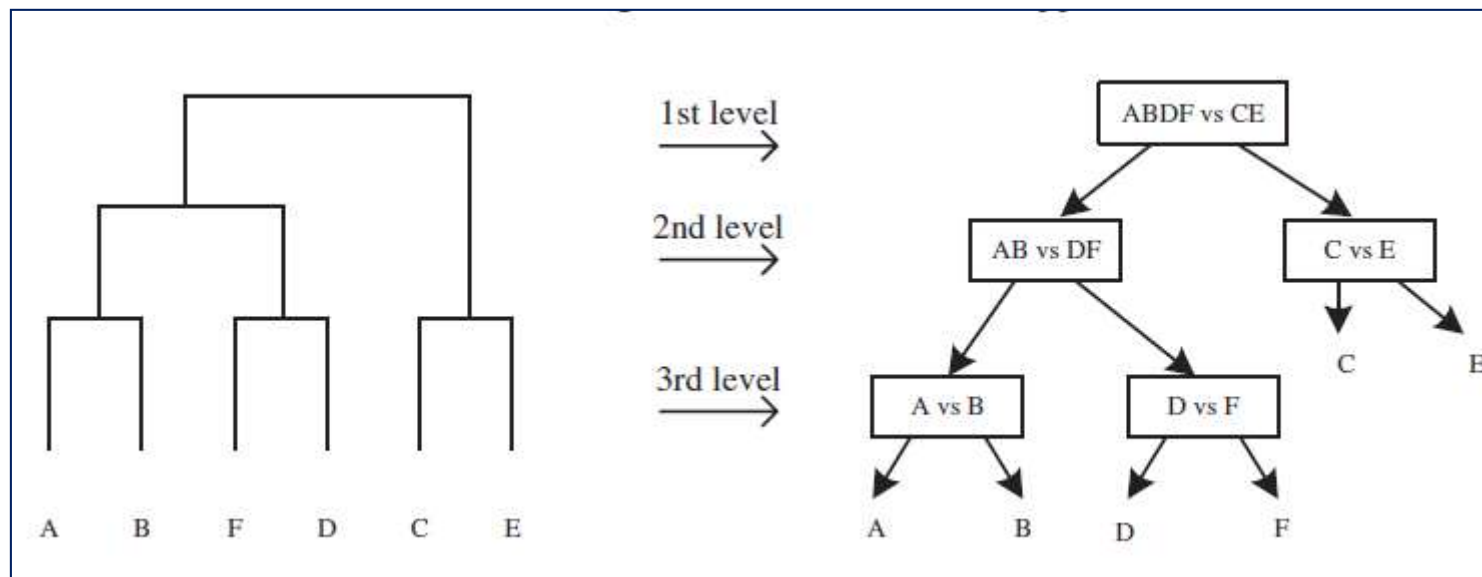 1st level
ABDF vs CE
2nd level
AB vs DF
C vs E
3rd level
C
E
A vs B
D vs F
A
B
F
D
C
E
A
B
D
F